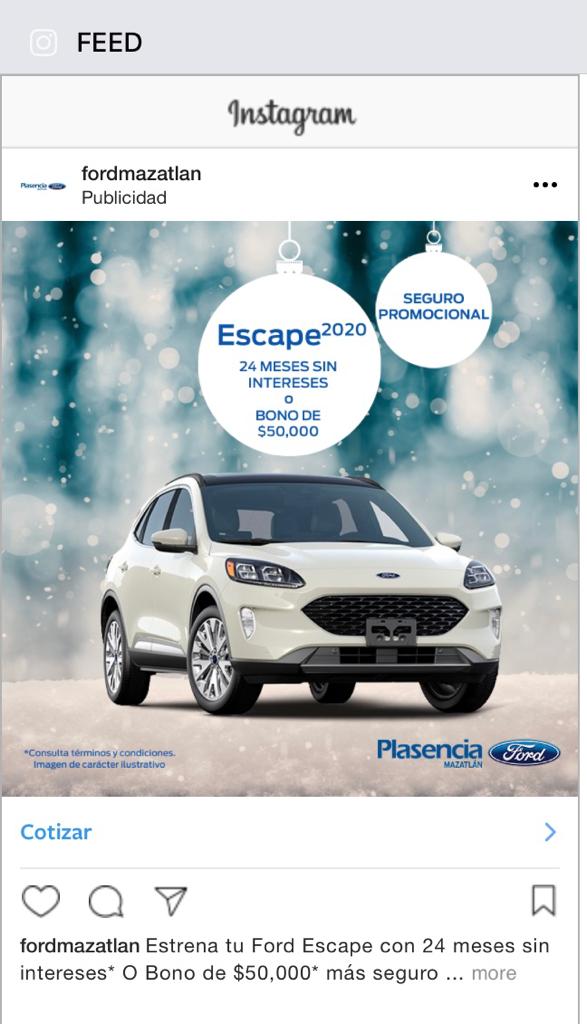 FEED
Instagram
fordmazatlan
Plasencia Ford
Publicidad
SEGURO
PROMOCIONAL
Escape2020
24 MESES SIN
INTERESES
o
BONO DE
$50,000
*Consulta términos y condiciones.
Imagen de carácter ilustrativo
Plasencia Ford
MAZATLÁN
Cotizar
fordmazatlan Estrena tu Ford Escape con 24 meses sin
intereses* O Bono de $50,000* más seguro ... more